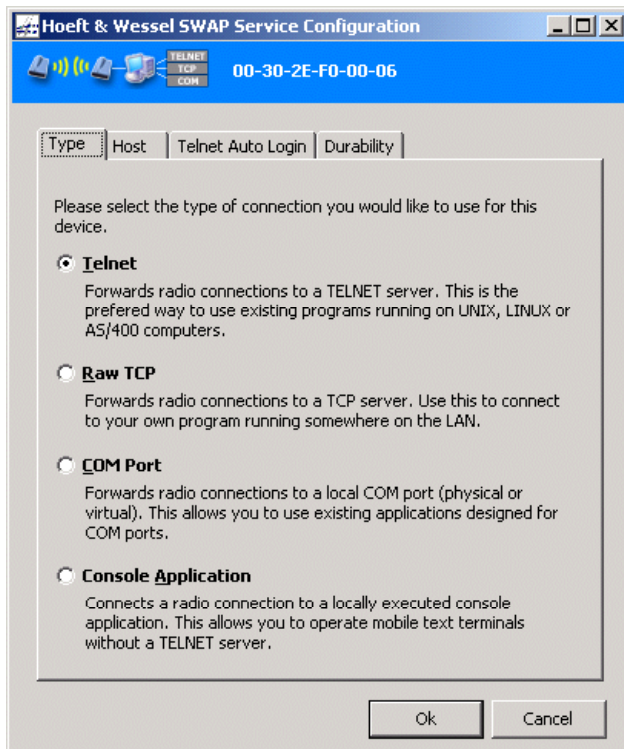 Hoeft & Wessel SWAP Service Configuration
TELNET
TCP
COM
00-30-2E-F0-00-06
Type Host Telnet Auto Login Durability
Please select the type of connection you would like to use for this
device.
Telnet
Forwards radio connections to a TELNET server. This is the
prefered way to use existing programs running on UNIX, LINUX or
AS/400 computers.
Raw TCP
Forwards radio connections to a TCP server. Use this to connect
to your own program running somewhere on the LAN.
COM Port
Forwards radio connections to a local COM port (physical or
virtual). This allows you to use existing applications designed for
COM ports.
Console Application
Connects a radio connection to a locally executed console
application. This allows you to operate mobile text terminals
without a TELNET server.
Ok Cancel